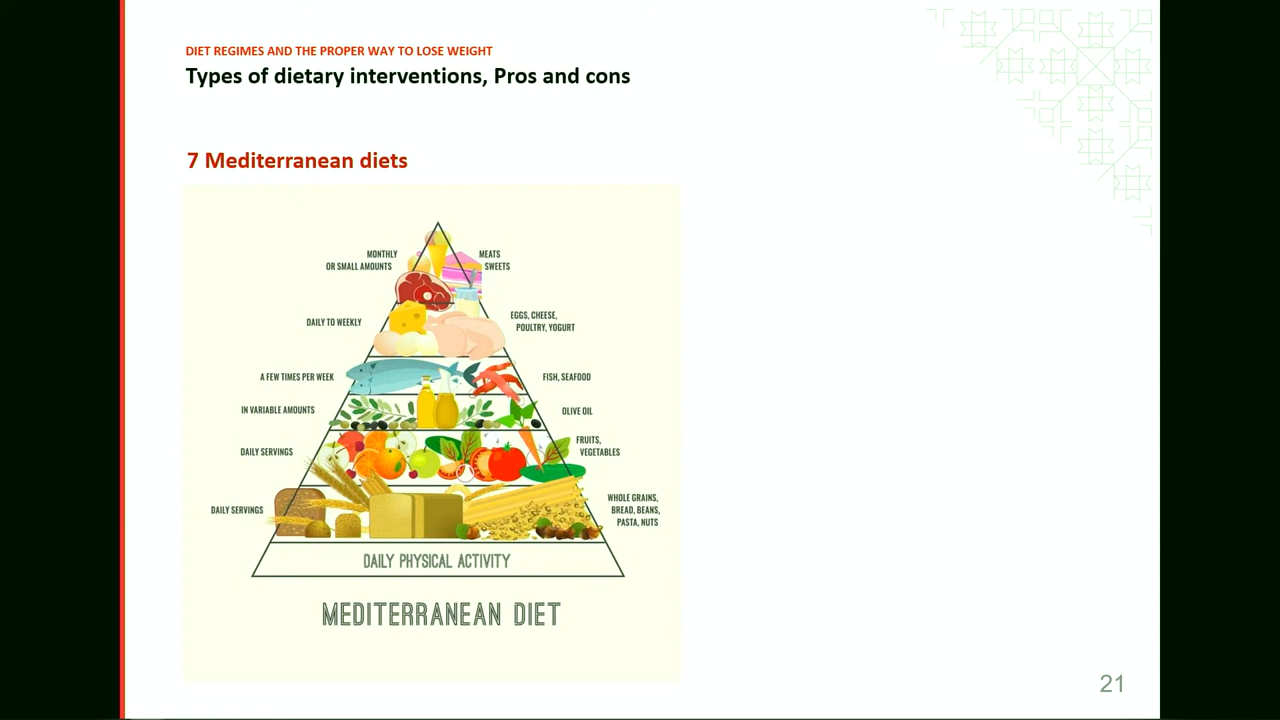 DIET REGIMES AND THE PROPER WAY TO LOSE WEIGHT
Types of dietary interventions, Pros and cons
7 Mediterranean diets
MONTHLY
OR SMALL AMOUNTS
MEATS
SWEETS
DAILY TO WEEKLY
EGGS, CHEESE,
POULTRY, YOGURT
A FEW TIMES PER WEEK
FISH, SEAFOOD
IN VARIABLE AMOUNTS
OLIVE OIL
DAILY SERVINGS
FRUITS,
VEGETABLES
DAILY SERVINGS
WHOLE GRAINS,
BREAD, BEANS,
PASTA, NUTS
DAILY PHYSICAL ACTIVITY
MEDITERRANEAN DIET
21